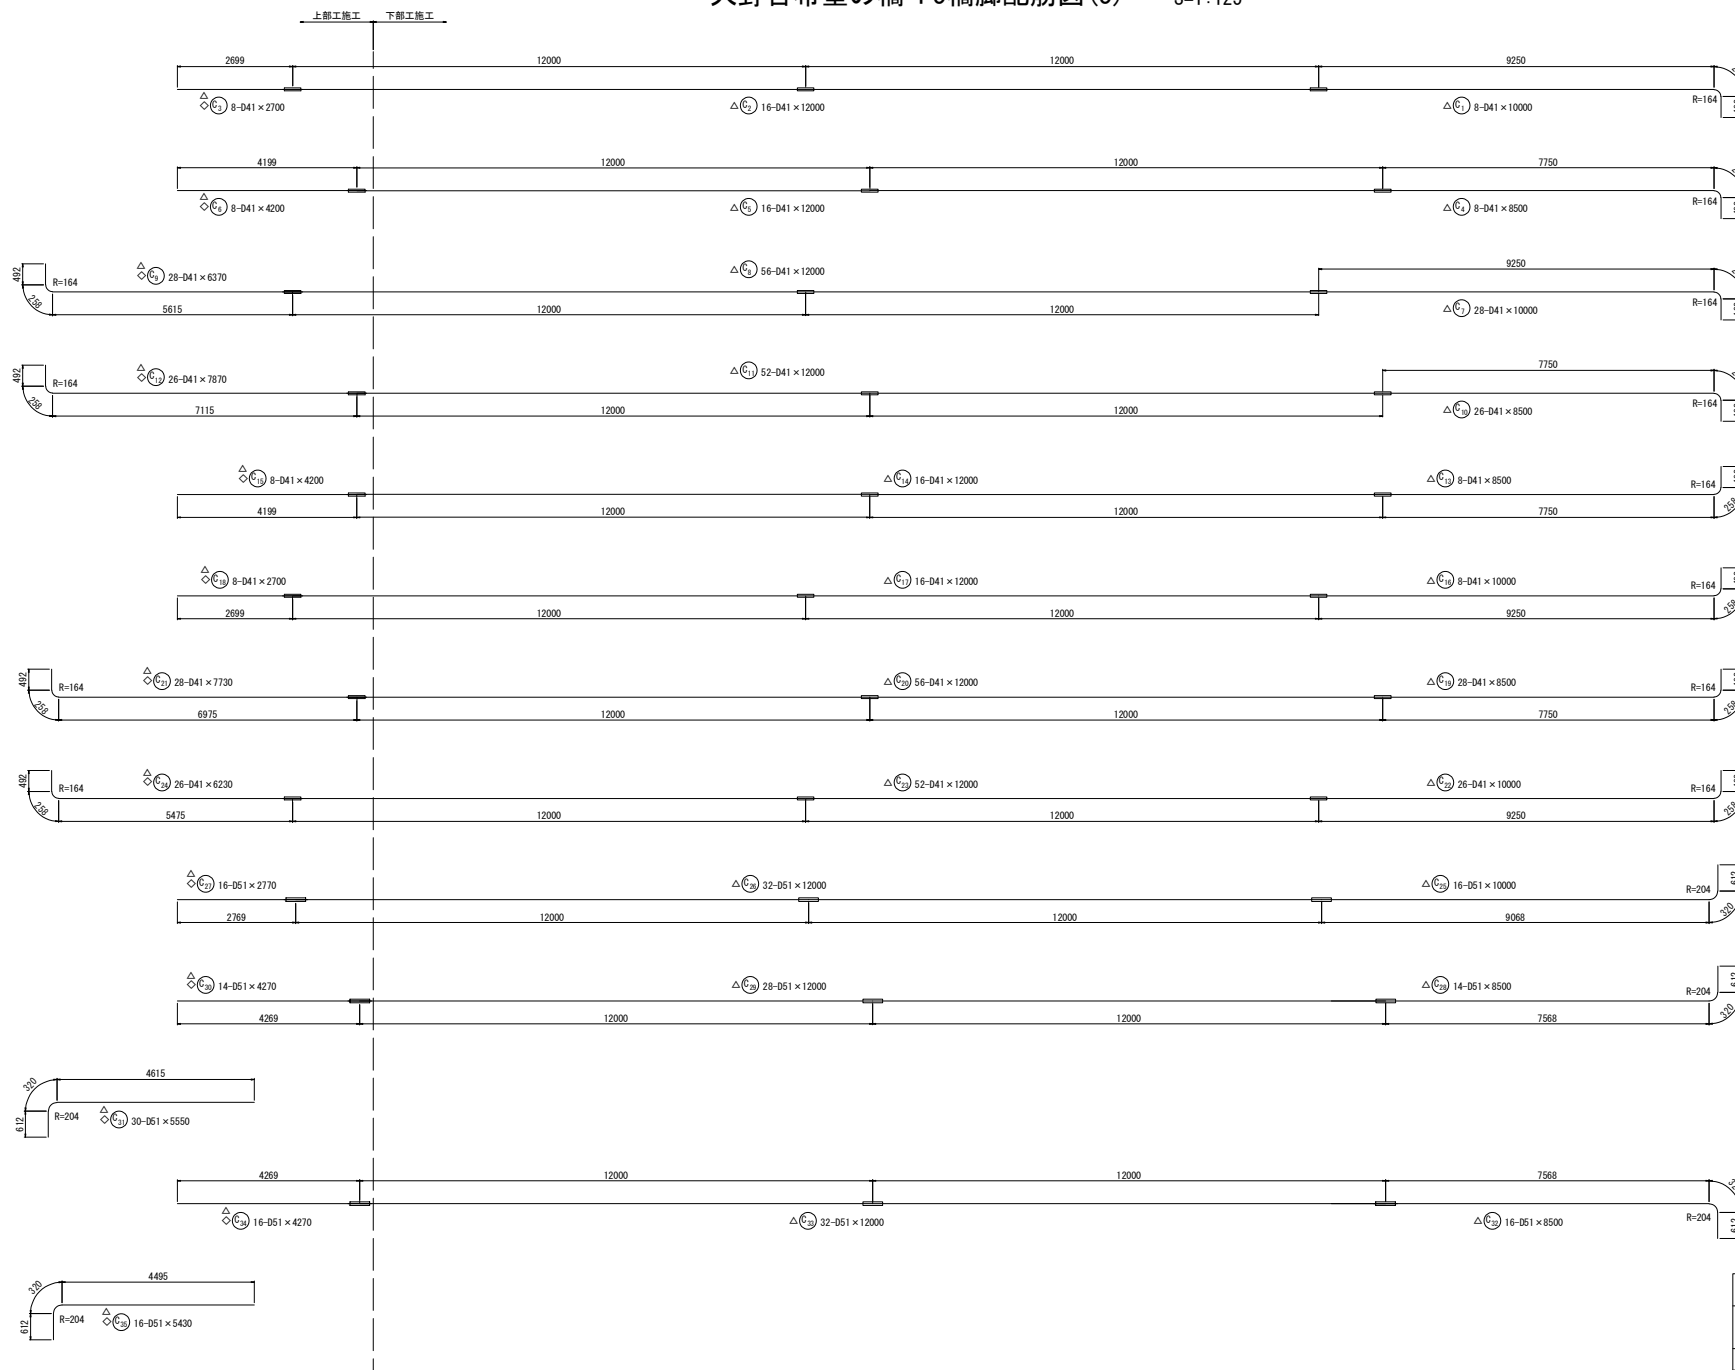 S=1:125
上部工施工 下部工施工
2699 12000 12000 9250
△ ◇ C3 8-D41×2700 △ C2 16-D41×12000 △ C1 8-D41×10000 R=164
4199 12000 12000 7750
△ ◇ C6 8-D41×4200 △ C5 16-D41×12000 △ C4 8-D41×8500 R=164
492 R=164 △ ◇ C9 28-D41×6370 △ C8 56-D41×12000 9250
258 5615 12000 12000 △ C7 28-D41×10000 R=164
492 R=164 △ ◇ C12 26-D41×7870 △ C11 52-D41×12000 7750
258 7115 12000 12000 △ C10 26-D41×8500 R=164
△ ◇ C15 8-D41×4200 △ C14 16-D41×12000 △ C13 8-D41×8500 R=164
4199 12000 12000 7750 258
△ ◇ C18 8-D41×2700 △ C17 16-D41×12000 △ C16 8-D41×10000 R=164
2699 12000 12000 9250 258
492 R=164 △ ◇ C21 28-D41×7730 △ C20 56-D41×12000 △ C19 28-D41×8500 R=164
258 6975 12000 12000 7750 258
492 R=164 △ ◇ C24 26-D41×6230 △ C23 52-D41×12000 △ C22 26-D41×10000 R=164
258 5475 12000 12000 9250 258
△ ◇ C27 16-D51×2770 △ C26 32-D51×12000 △ C25 16-D51×10000 R=204 612
2769 12000 12000 9068 320
△ ◇ C30 14-D51×4270 △ C29 28-D51×12000 △ C28 14-D51×8500 R=204 612
4269 12000 12000 7568 320
320 4615
612 R=204 △ ◇ C31 30-D51×5550
4269 12000 12000 7568
△ ◇ C34 16-D51×4270 △ C33 32-D51×12000 △ C32 16-D51×8500 R=204 612
320 4495
612 R=204 △ ◇ C35 16-D51×5430